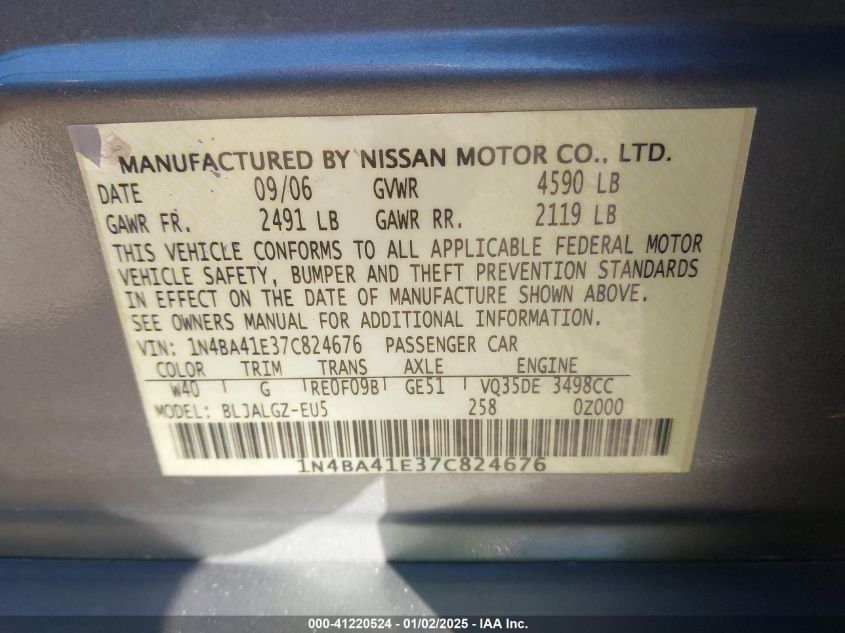 MANUFACTURED BY NISSAN MOTOR CO., LTD.
DATE 09/06 GVWR 4590 LB
GAWR FR. 2491 LB GAWR RR. 2119 LB
THIS VEHICLE CONFORMS TO ALL APPLICABLE FEDERAL MOTOR
VEHICLE SAFETY, BUMPER AND THEFT PREVENTION STANDARDS
IN EFFECT ON THE DATE OF MANUFACTURE SHOWN ABOVE.
SEE OWNERS MANUAL FOR ADDITIONAL INFORMATION.
VIN: 1N4BA41E37C824676 PASSENGER CAR
COLOR TRIM TRANS AXLE ENGINE
W40 G RE0F09B GE51 VQ35DE 3498CC
MODEL: BLJALGZ-EU5 258 0Z000
1N4BA41E37C824676
000-41220524 - 01/02/2025 - IAA Inc.